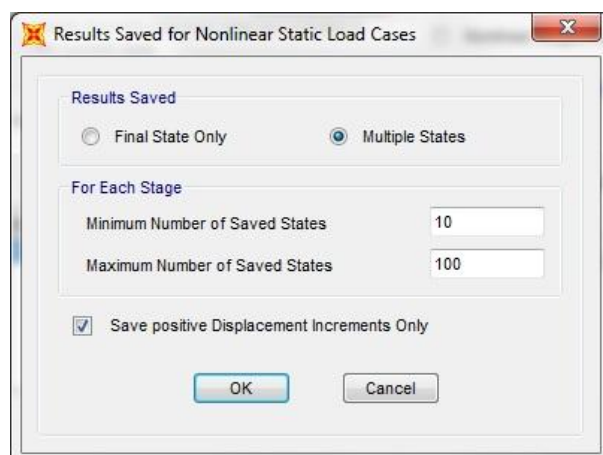 Results Saved for Nonlinear Static Load Cases
Results Saved
Final State Only
Multiple States
For Each Stage
Minimum Number of Saved States
10
Maximum Number of Saved States
100
Save positive Displacement Increments Only
OK
Cancel